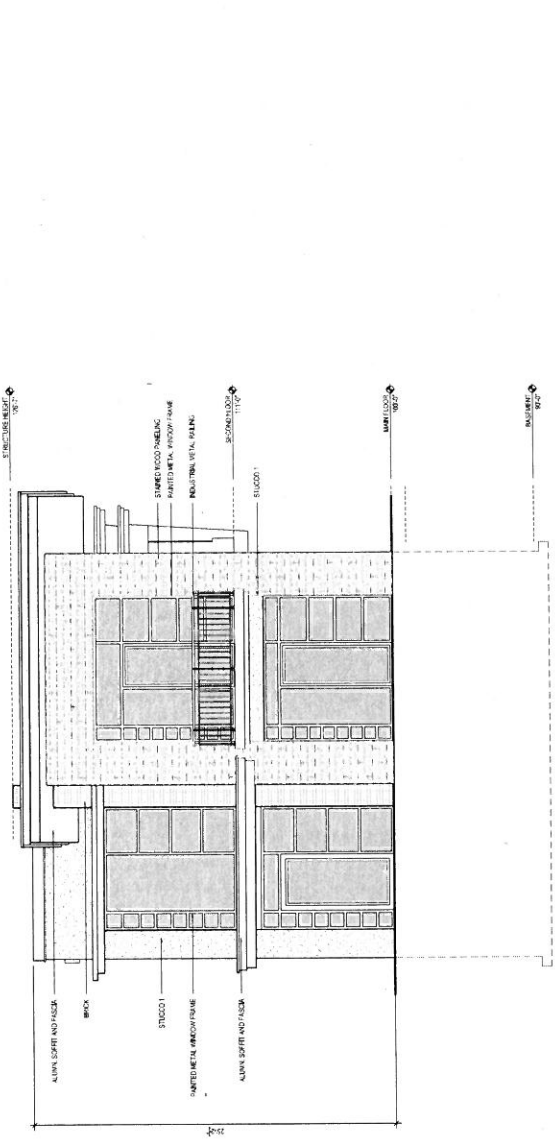 STRUCTURE HEIGHT
STAINED WOOD PANELING
PAINTED METAL WINDOW FRAME
INDUSTRIAL METAL RAILING
SECOND FLOOR
111'-0"
STUCCO 1
MAIN FLOOR
100'-0"
BASEMENT
90'-0"
ALUMN. SOFFIT AND FASCIA
BRICK
STUCCO 1
PAINTED METAL WINDOW FRAME
ALUMN. SOFFIT AND FASCIA